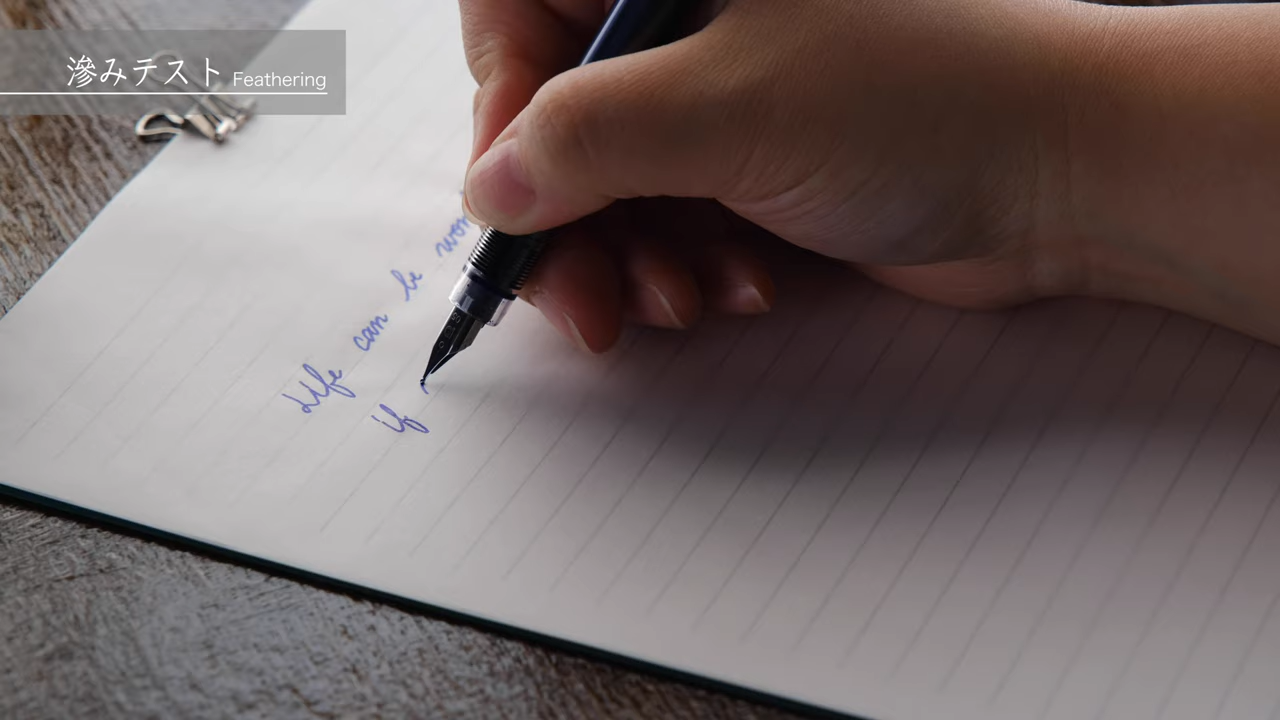 滲みテスト Feathering
Life can be
if